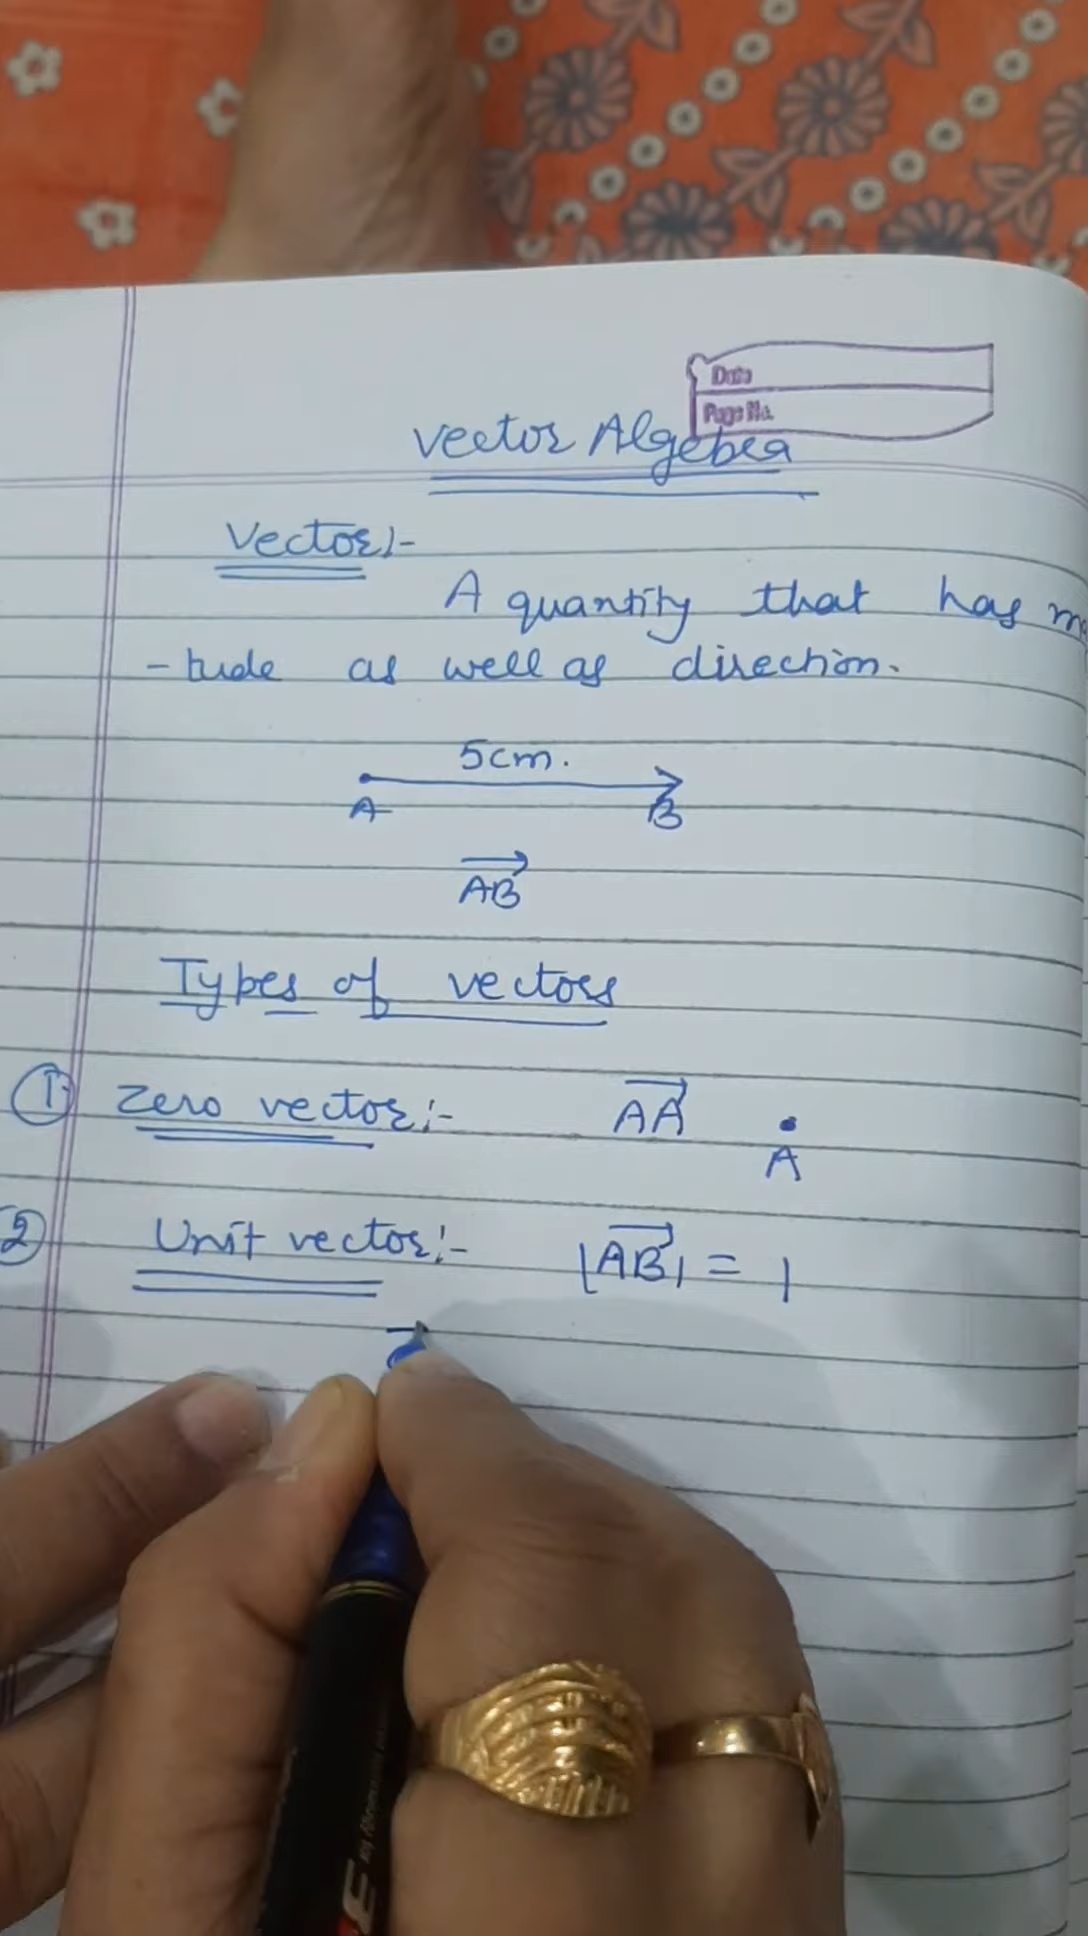 Date
Page No.
Vector Algebra
Vector:-
A quantity that has
-tude as well as direction.
5cm.
A B
AB
Types of vectors
1 Zero vector:- AA
A
2 Unit vector:- |AB| = 1